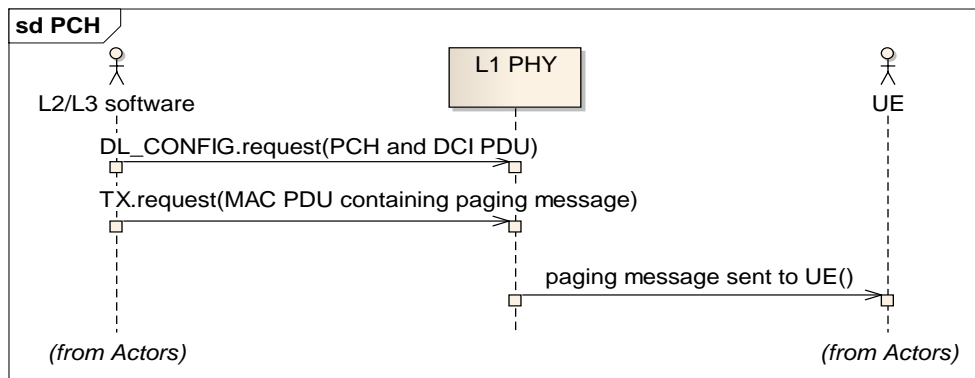 sd PCH
L2/L3 software
L1 PHY
UE
DL_CONFIG.request(PCH and DCI PDU)
TX.request(MAC PDU containing paging message)
paging message sent to UE()
(from Actors)
(from Actors)